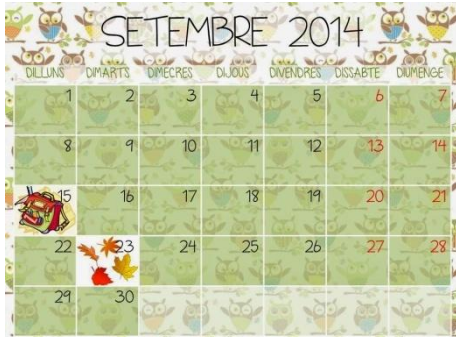 SETEMBRE 2014
DILLUNS DIMARTS DIMECRES DIJOUS DIVENDRES DISSABTE DIUMENGE
1 2 3 4 5 6 7
8 9 10 11 12 13 14
15 16 17 18 19 20 21
22 23 24 25 26 27 28
29 30